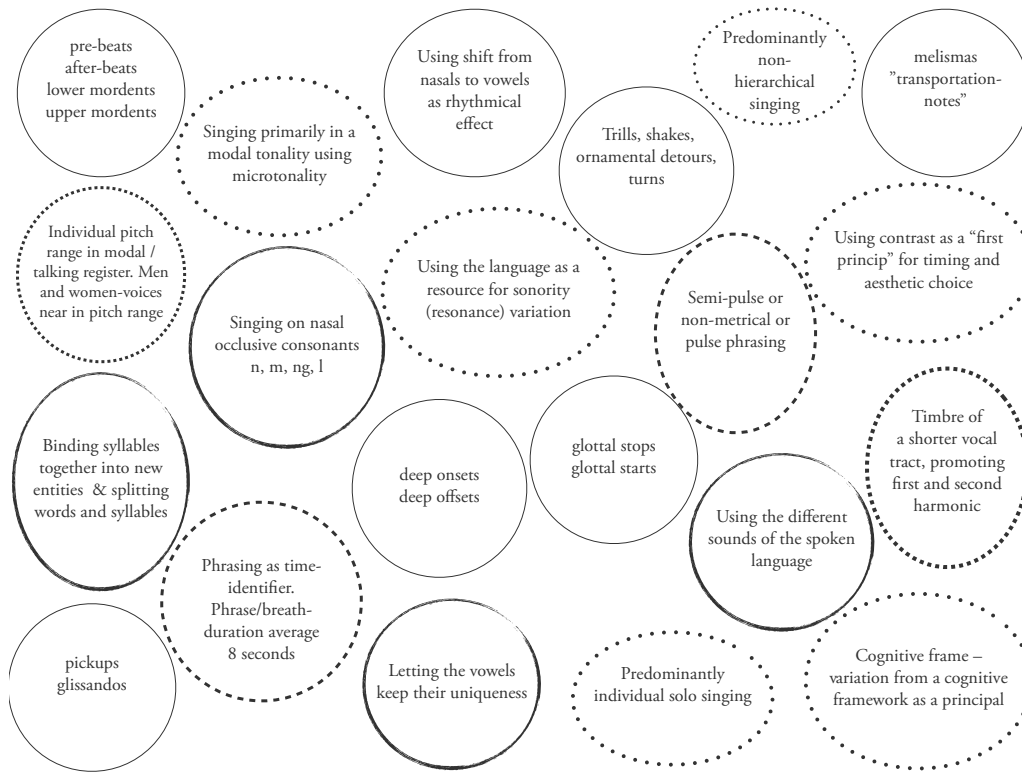 pre-beats
after-beats
lower mordents
upper mordents
Using shift from
nasals to vowels
as rhythmical
effect
Predominantly
non-
hierarchical
singing
melismas
”transportation-
notes”
Singing primarily in a
modal tonality using
microtonality
Trills, shakes,
ornamental detours,
turns
Individual pitch
range in modal /
talking register. Men
and women-voices
near in pitch range
Using the language as a
resource for sonority
(resonance) variation
Using contrast as a “first
princip” for timing and
aesthetic choice
Singing on nasal
occlusive consonants
n, m, ng, l
Semi-pulse or
non-metrical or
pulse phrasing
Binding syllables
together into new
entities & splitting
words and syllables
deep onsets
deep offsets
glottal stops
glottal starts
Timbre of
a shorter vocal
tract, promoting
first and second
harmonic
Using the different
sounds of the spoken
language
Phrasing as time-
identifier.
Phrase/breath-
duration average
8 seconds
pickups
glissandos
Letting the vowels
keep their uniqueness
Predominantly
individual solo singing
Cognitive frame –
variation from a cognitive
framework as a principal